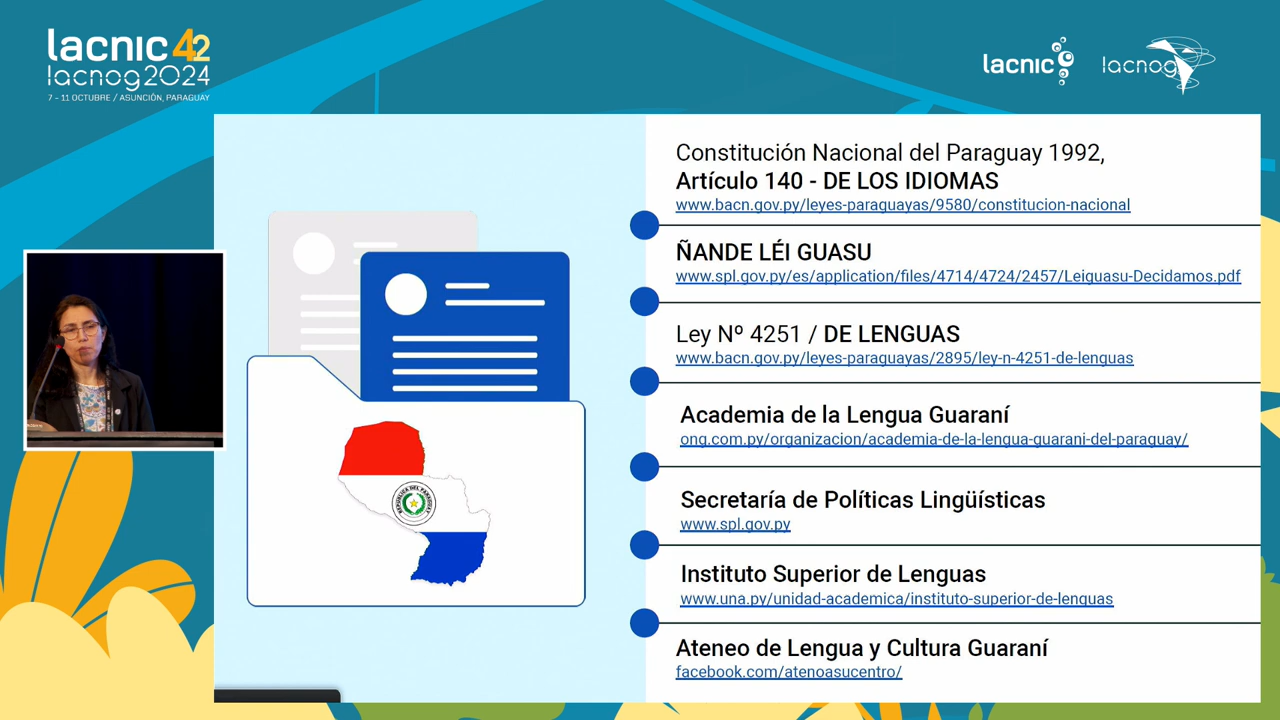 lacnic 42
lacnog2024
7 - 11 OCTUBRE / ASUNCIÓN, PARAGUAY
lacnic
lacnog
Constitución Nacional del Paraguay 1992,
Artículo 140 - DE LOS IDIOMAS
www.bacn.gov.py/leyes-paraguayas/9580/constitucion-nacional
ÑANDE LÉI GUASU
www.spl.gov.py/es/application/files/4714/4724/2457/Leiguasu-Decidamos.pdf
Ley Nº 4251 / DE LENGUAS
www.bacn.gov.py/leyes-paraguayas/2895/ley-n-4251-de-lenguas
Academia de la Lengua Guaraní
ong.com.py/organizacion/academia-de-la-lengua-guarani-del-paraguay/
Secretaría de Políticas Lingüísticas
www.spl.gov.py
Instituto Superior de Lenguas
www.una.py/unidad-academica/instituto-superior-de-lenguas
Ateneo de Lengua y Cultura Guaraní
facebook.com/atenoasucentro/
REPUBLICA DEL PARAGUAY